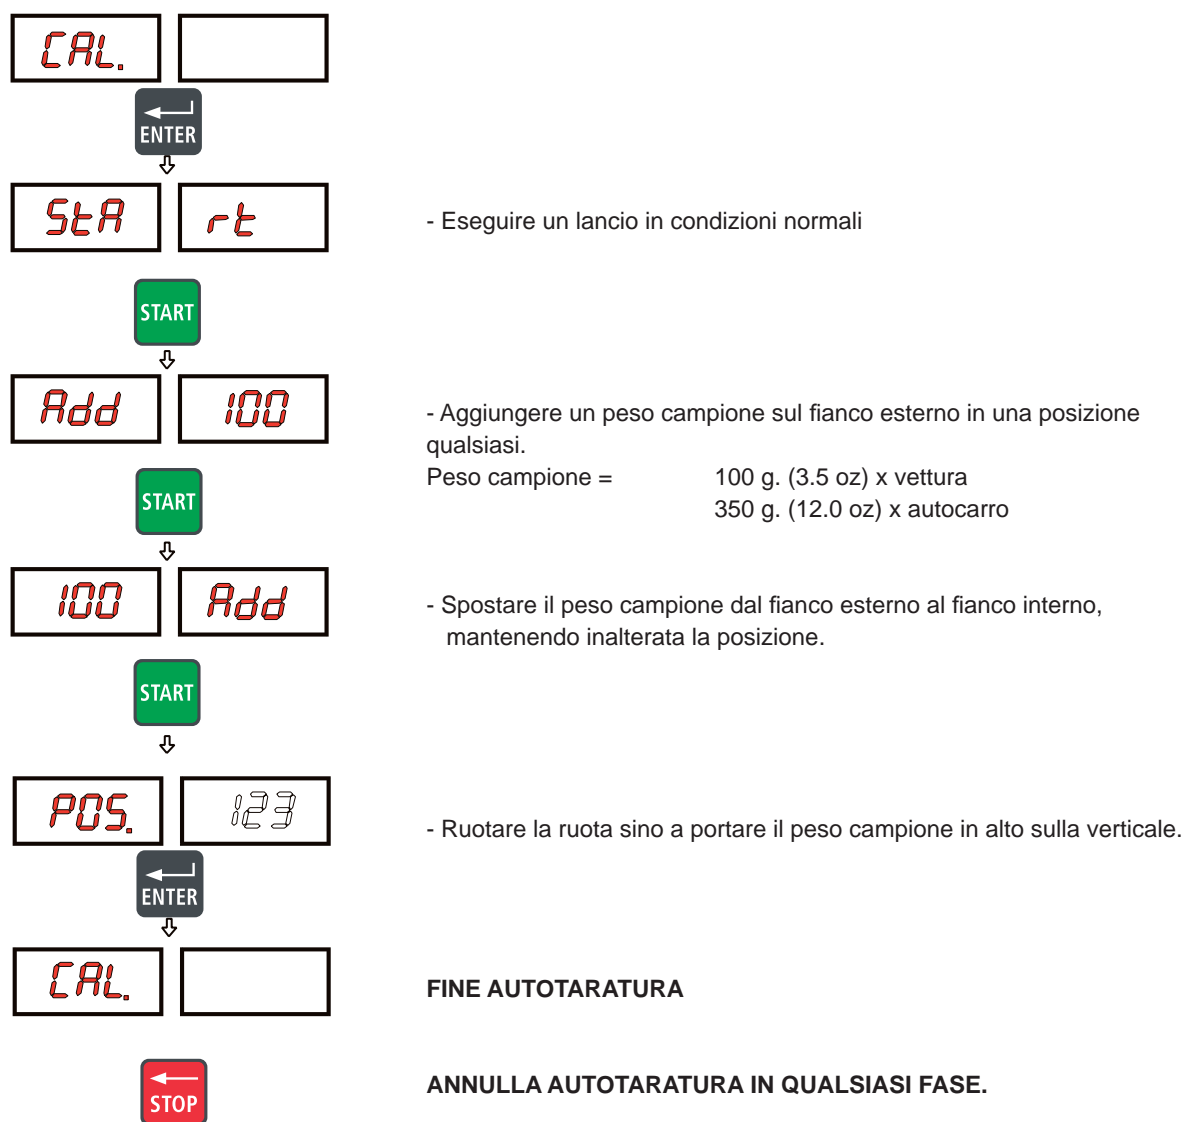 CAL.
ENTER
StA rt
- Eseguire un lancio in condizioni normali
START
Add 100
- Aggiungere un peso campione sul fianco esterno in una posizione
qualsiasi.
Peso campione = 100 g. (3.5 oz) x vettura
350 g. (12.0 oz) x autocarro
START
100 Add
- Spostare il peso campione dal fianco esterno al fianco interno,
mantenendo inalterata la posizione.
START
POS. 123
- Ruotare la ruota sino a portare il peso campione in alto sulla verticale.
ENTER
CAL.
FINE AUTOTARATURA
STOP
ANNULLA AUTOTARATURA IN QUALSIASI FASE.